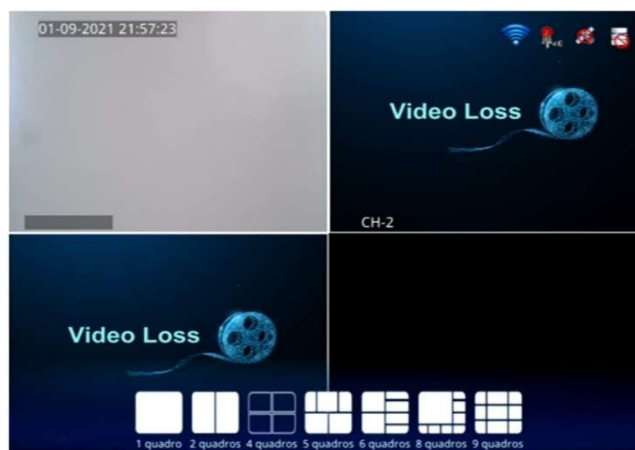 01-09-2021 21:57:23
Video Loss
CH-2
Video Loss
1 quadro 2 quadros 4 quadros 5 quadros 6 quadros 8 quadros 9 quadros